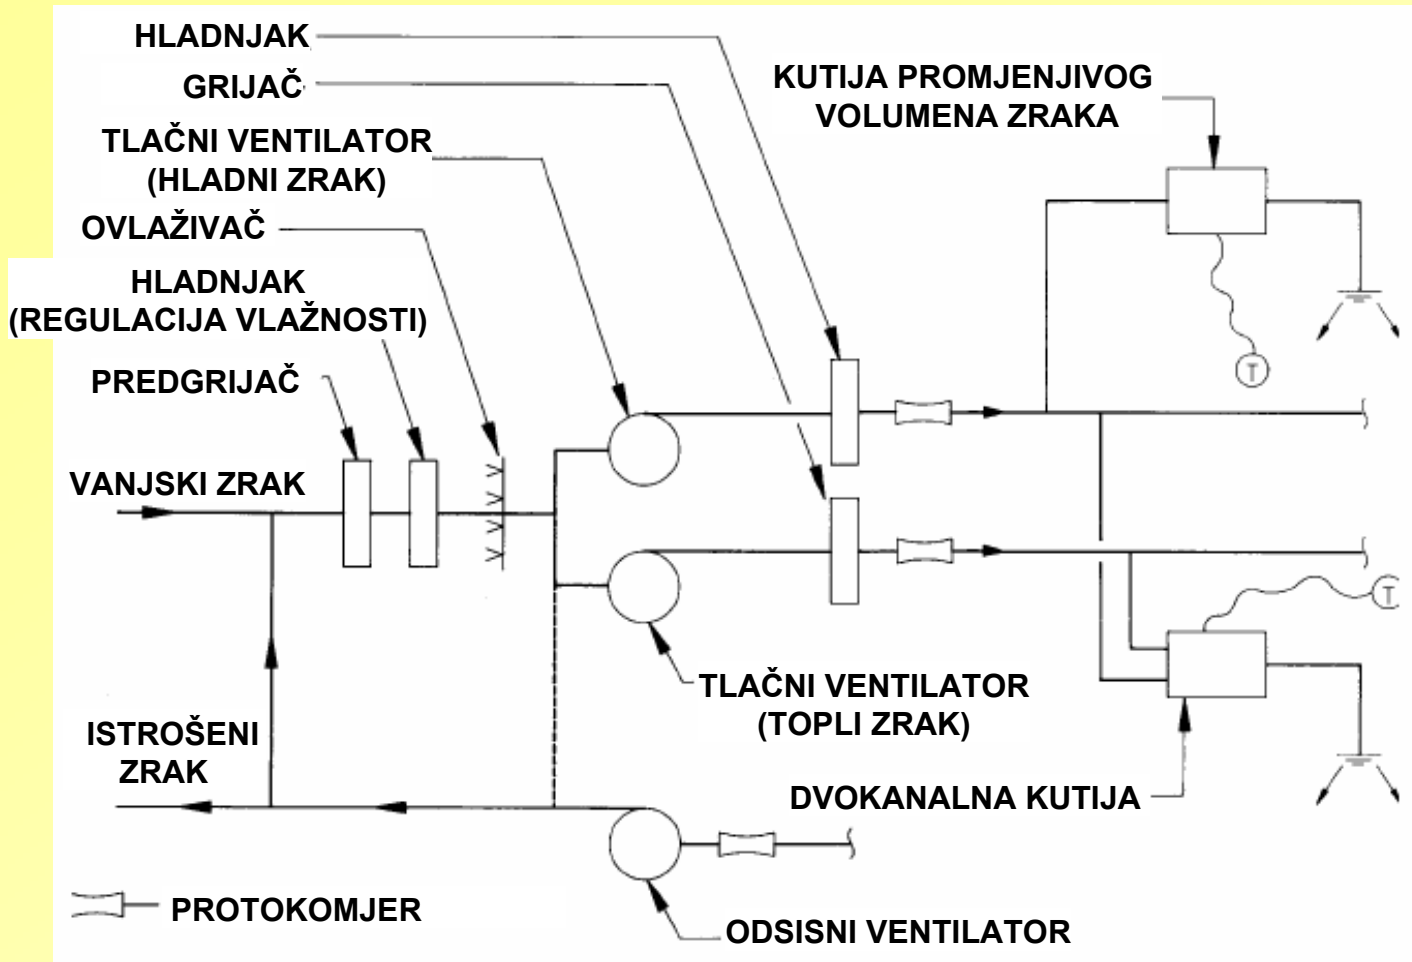 HLADNJAK
GRIJAČ
TLAČNI VENTILATOR
(HLADNI ZRAK)
OVLAŽIVAČ
HLADNJAK
(REGULACIJA VLAŽNOSTI)
PREDGRIJAČ
VANJSKI ZRAK
KUTIJA PROMJENJIVOG
VOLUMENA ZRAKA
T
T
TLAČNI VENTILATOR
(TOPLI ZRAK)
ISTROŠENI
ZRAK
DVOKANALNA KUTIJA
PROTOKOMJER
ODSISNI VENTILATOR